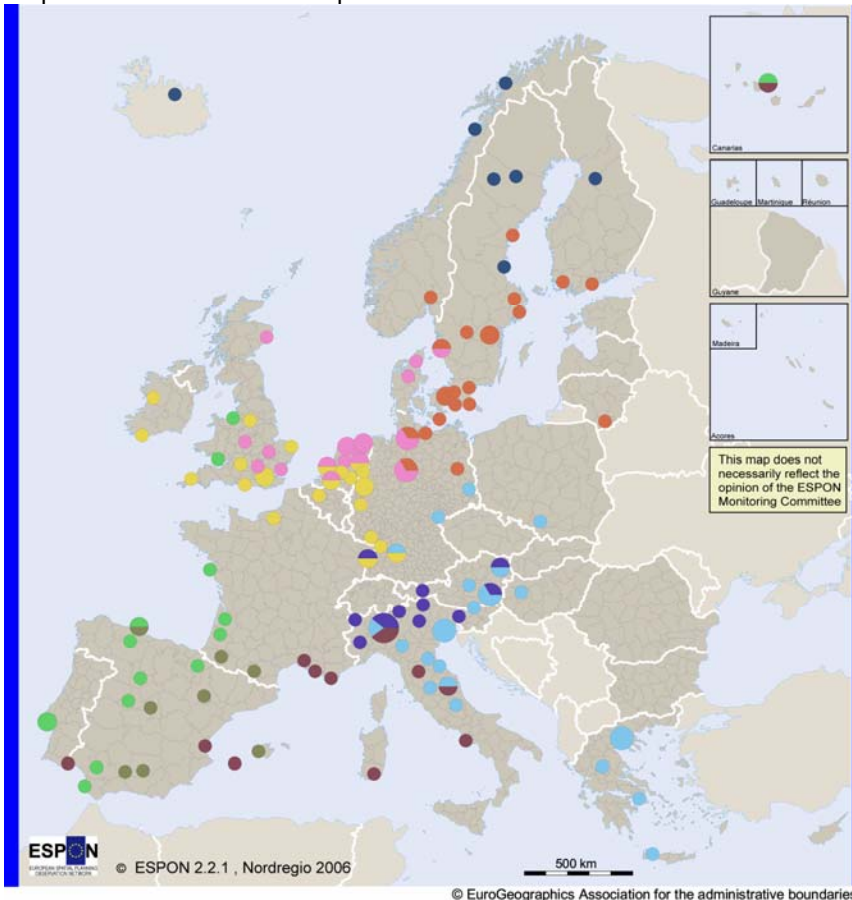 Canarias
Guadeloupe Martinique Réunion
Guyane
Madeira
Acores
This map does not
necessarily reflect the
opinion of the ESPON
Monitoring Committee
ESPON
EUROPEAN SPATIAL PLANNING
OBSERVATION NETWORK
© ESPON 2.2.1 , Nordregio 2006
500 km
© EuroGeographics Association for the administrative boundaries